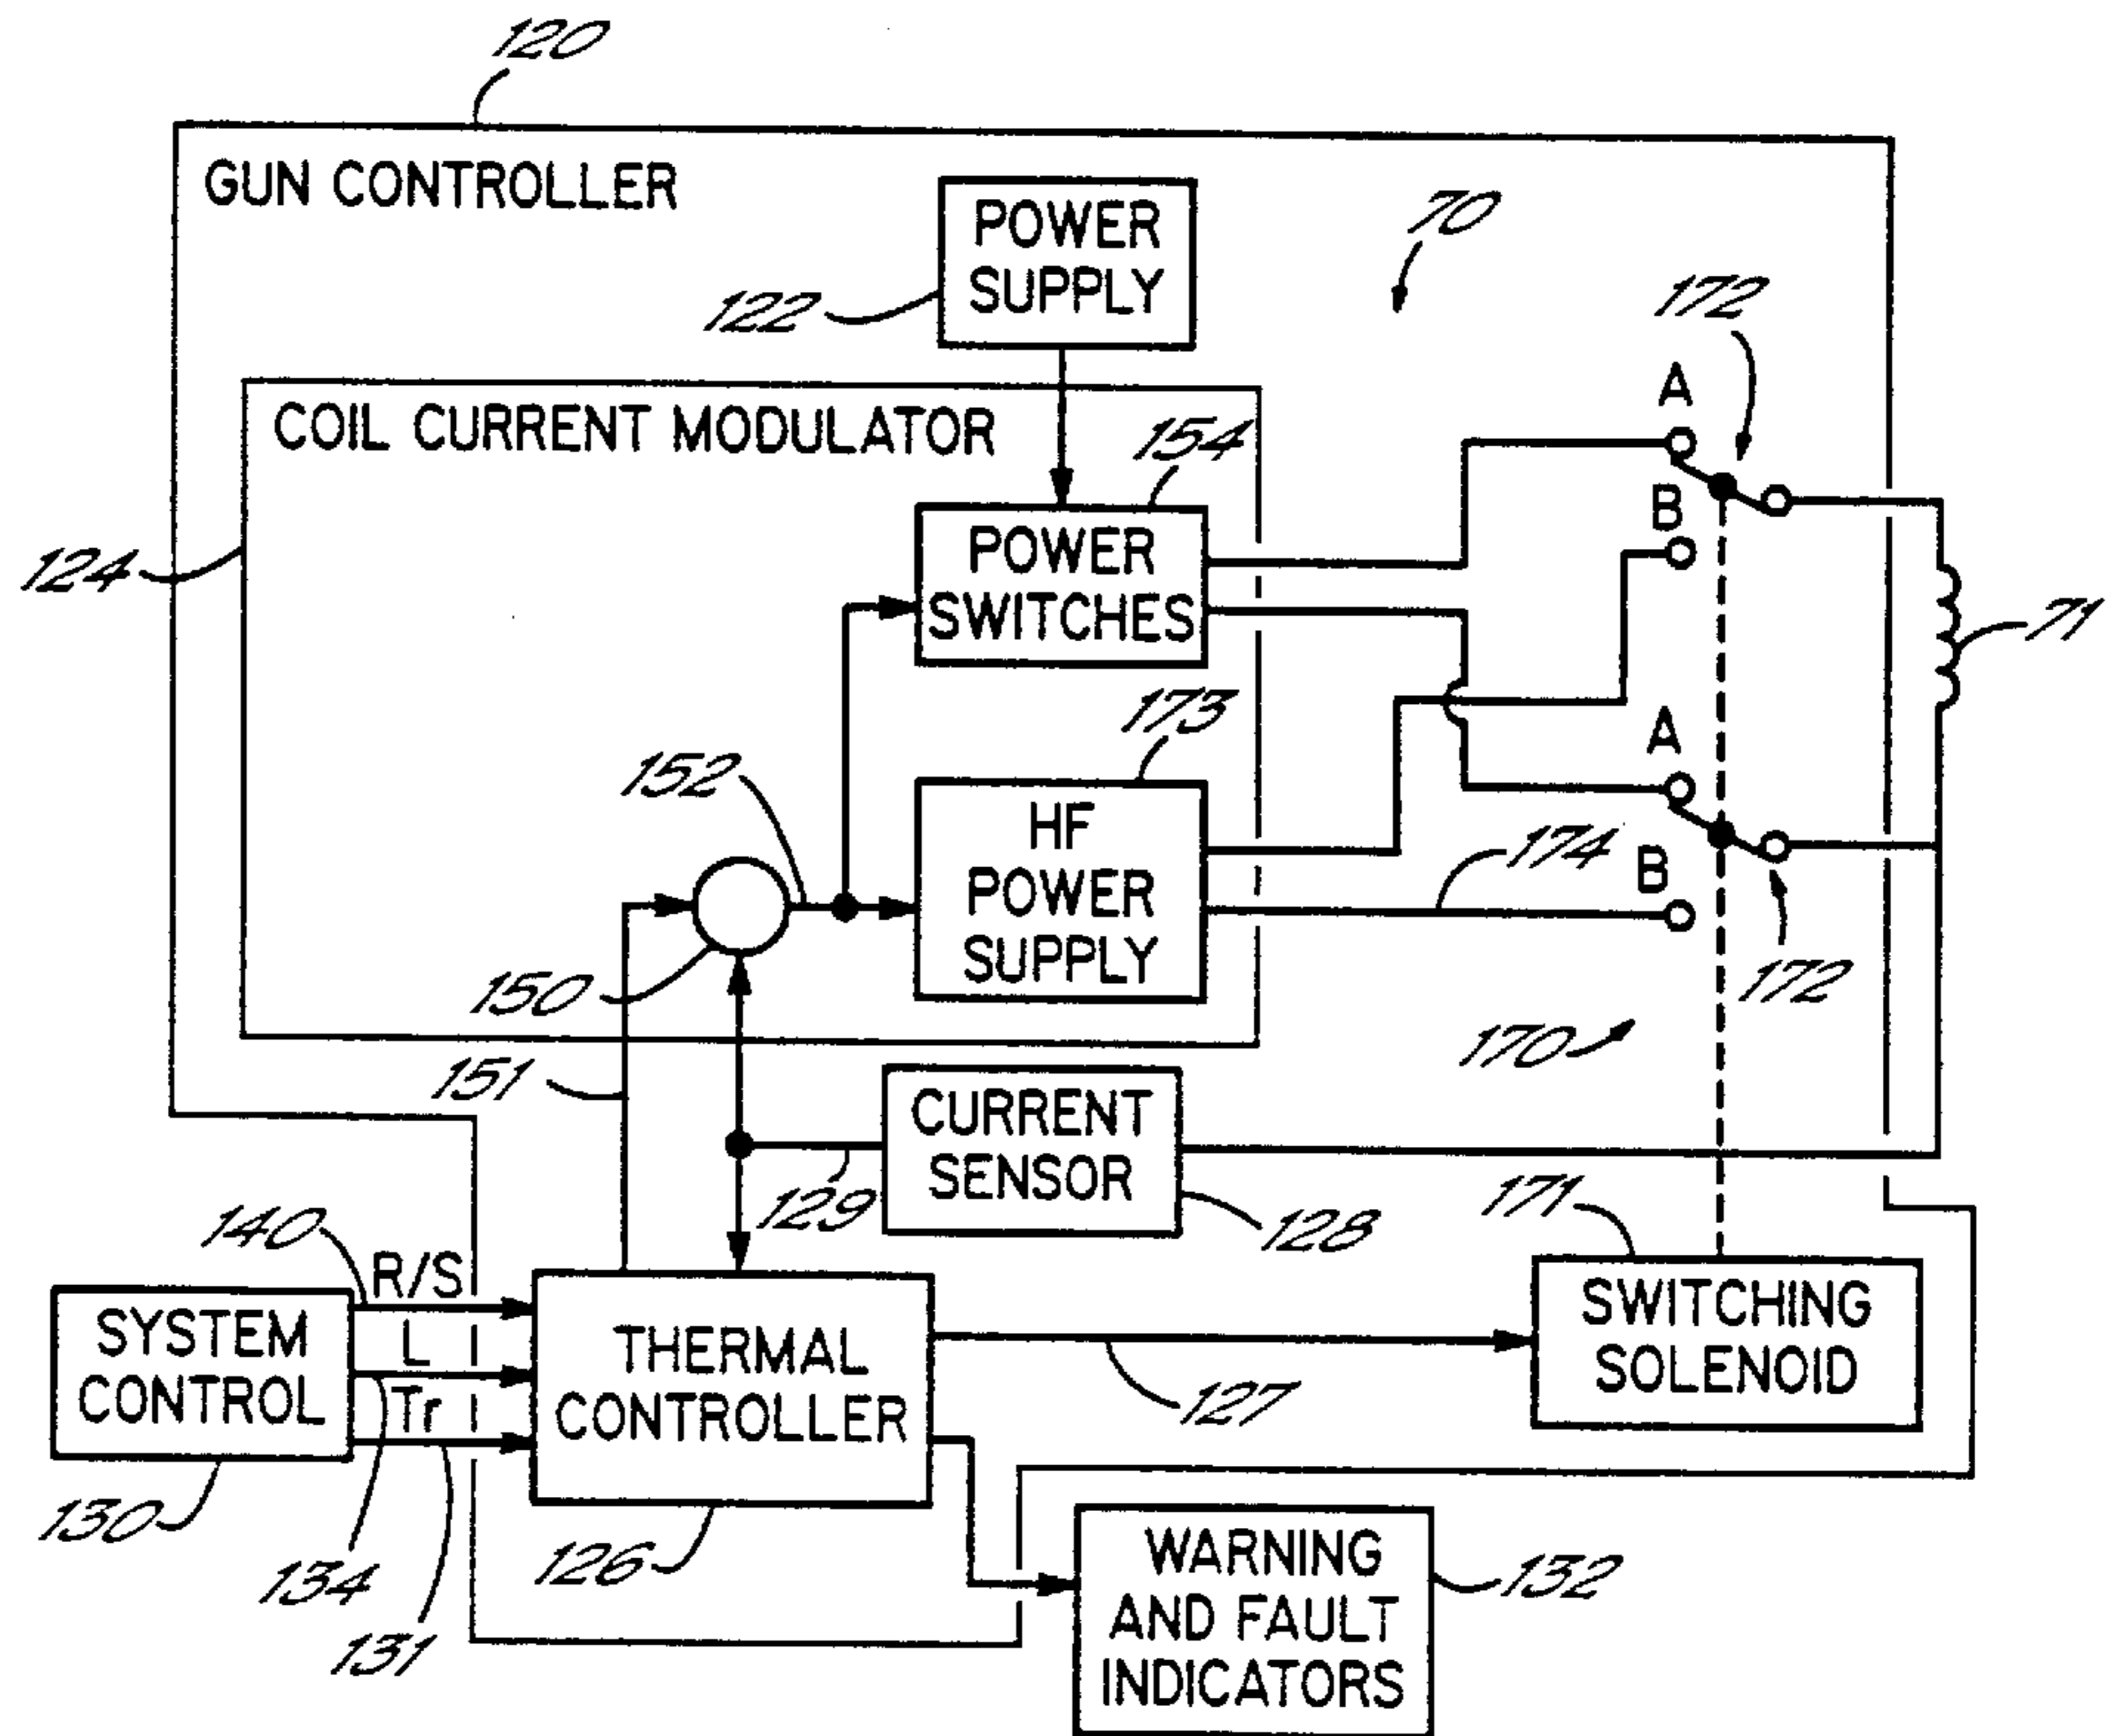 120
GUN CONTROLLER
POWER
SUPPLY
122
70
172
COIL CURRENT MODULATOR
154
A
B
124
POWER
SWITCHES
71
173
A
152
HF
POWER
SUPPLY
174
B
150
172
170
151
CURRENT
SENSOR
129
128
171
140
R/S
L
Tr
SYSTEM
CONTROL
THERMAL
CONTROLLER
127
SWITCHING
SOLENOID
130
134
131
126
WARNING
AND FAULT
INDICATORS
132